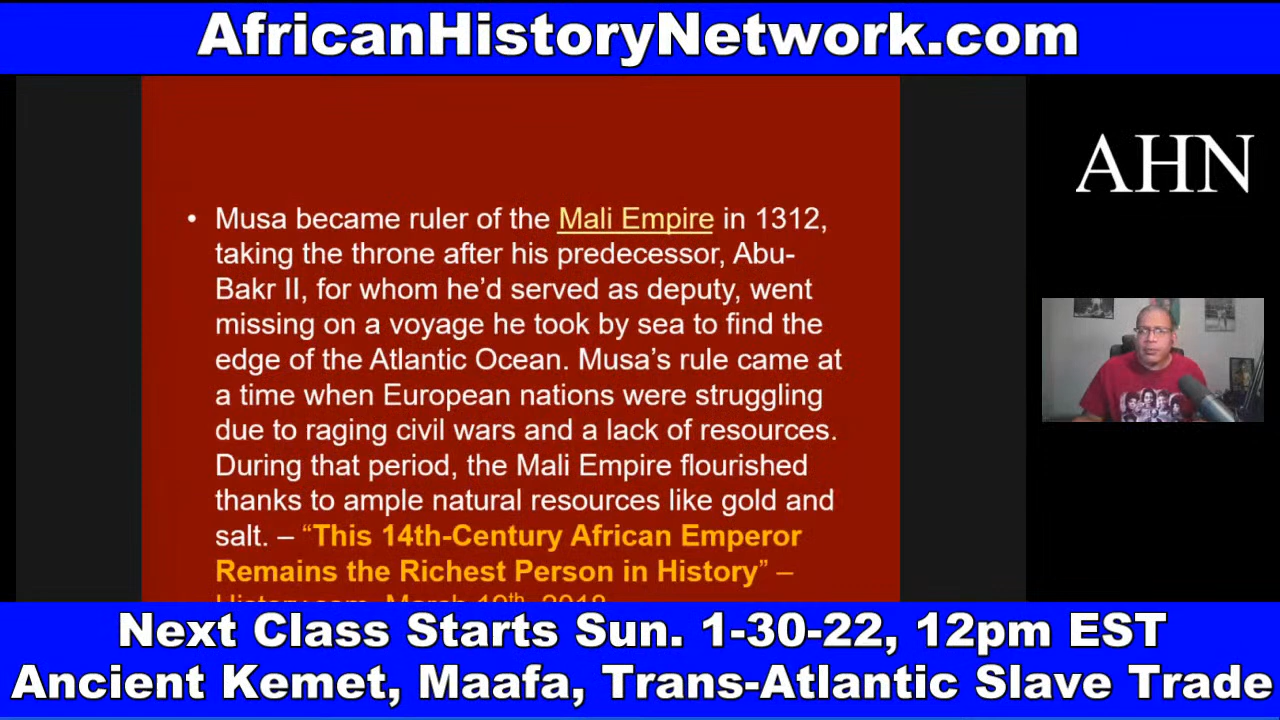 AfricanHistoryNetwork.com
AHN
• Musa became ruler of the Mali Empire in 1312,
taking the throne after his predecessor, Abu-
Bakr II, for whom he’d served as deputy, went
missing on a voyage he took by sea to find the
edge of the Atlantic Ocean. Musa’s rule came at
a time when European nations were struggling
due to raging civil wars and a lack of resources.
During that period, the Mali Empire flourished
thanks to ample natural resources like gold and
salt. – “This 14th-Century African Emperor
Remains the Richest Person in History” –
Next Class Starts Sun. 1-30-22, 12pm EST
Ancient Kemet, Maafa, Trans-Atlantic Slave Trade